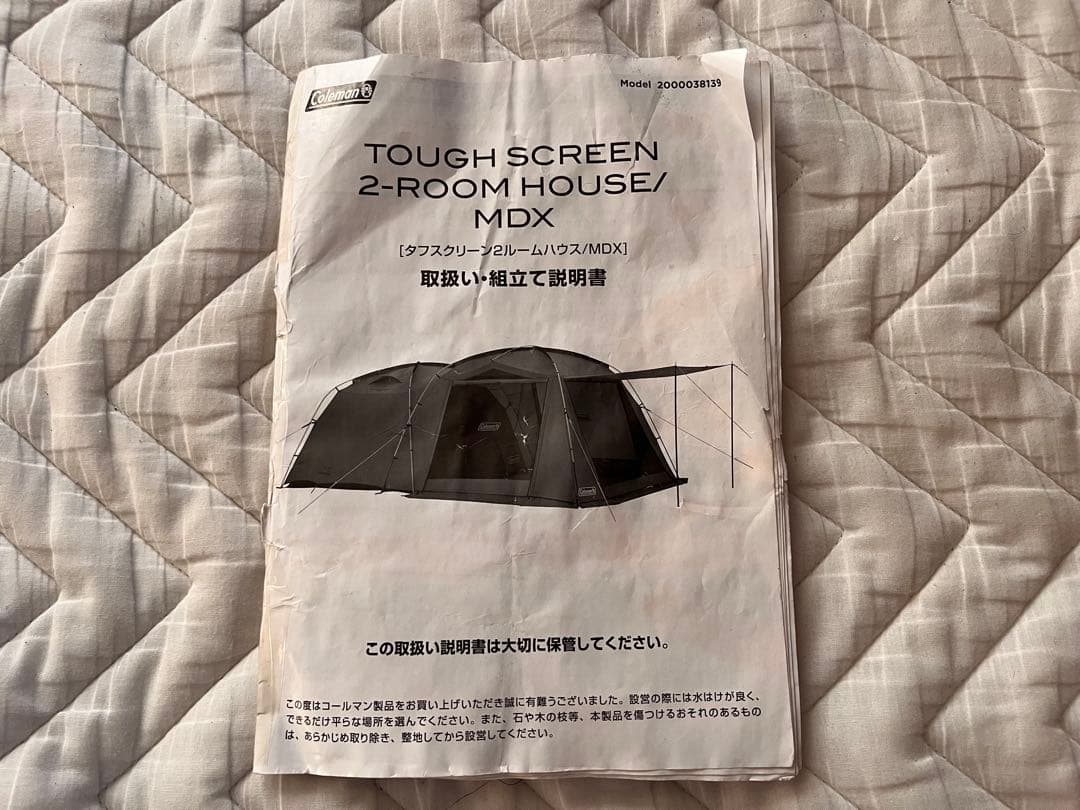 Coleman
Model 2000038139
TOUGH SCREEN
2-ROOM HOUSE/
MDX
[タフスクリーン2ルームハウス/MDX]
取扱い・組立て説明書
Coleman
Coleman
この取扱い説明書は大切に保管してください。
この度はコールマン製品をお買い上げいただき誠に有難うございました。設営の際には水はけが良く、
できるだけ平らな場所を選んでください。また、石や木の枝等、本製品を傷つけるおそれのあるもの
は、あらかじめ取り除き、整地してから設営してください。